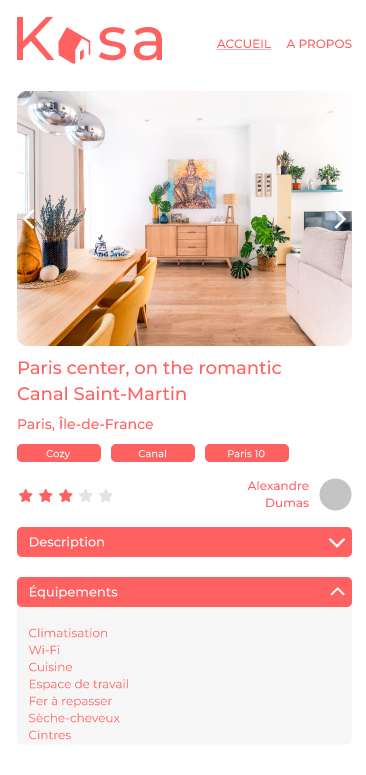 Kasa
ACCUEIL A PROPOS
Paris center, on the romantic
Canal Saint-Martin
Paris, Île-de-France
Cozy Canal Paris 10
Alexandre
Dumas
Description
Équipements
Climatisation
Wi-Fi
Cuisine
Espace de travail
Fer à repasser
Sèche-cheveux
Cintres